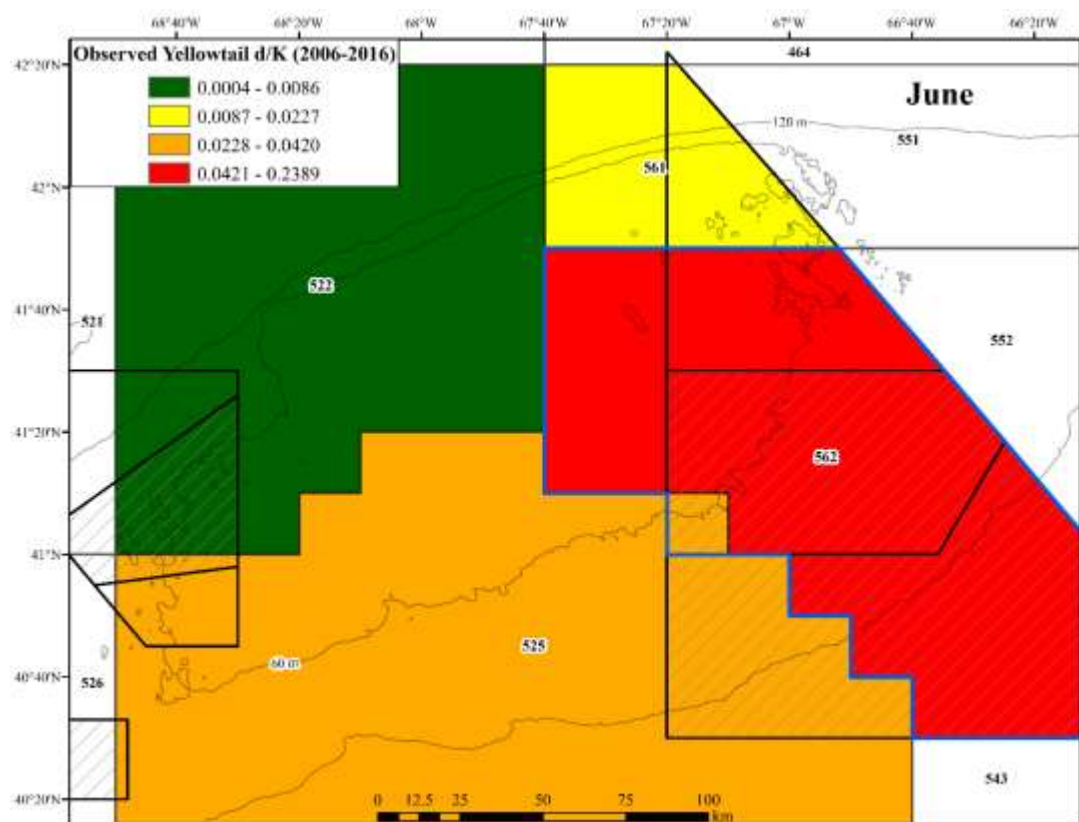 68°40'W 68°20'W 68°W 67°40'W 67°20'W 67°W 66°40'W 66°20'W
Observed Yellowtail d/K (2006-2016)
0.0004 - 0.0086
0.0087 - 0.0227
0.0228 - 0.0420
0.0421 - 0.2389
464
June
120 m
551
561
42°20'N
42°N
41°40'N
41°20'N
41°N
40°40'N
40°20'N
522
521
552
562
525
60 m
526
543
0 12.5 25 50 75 100
km